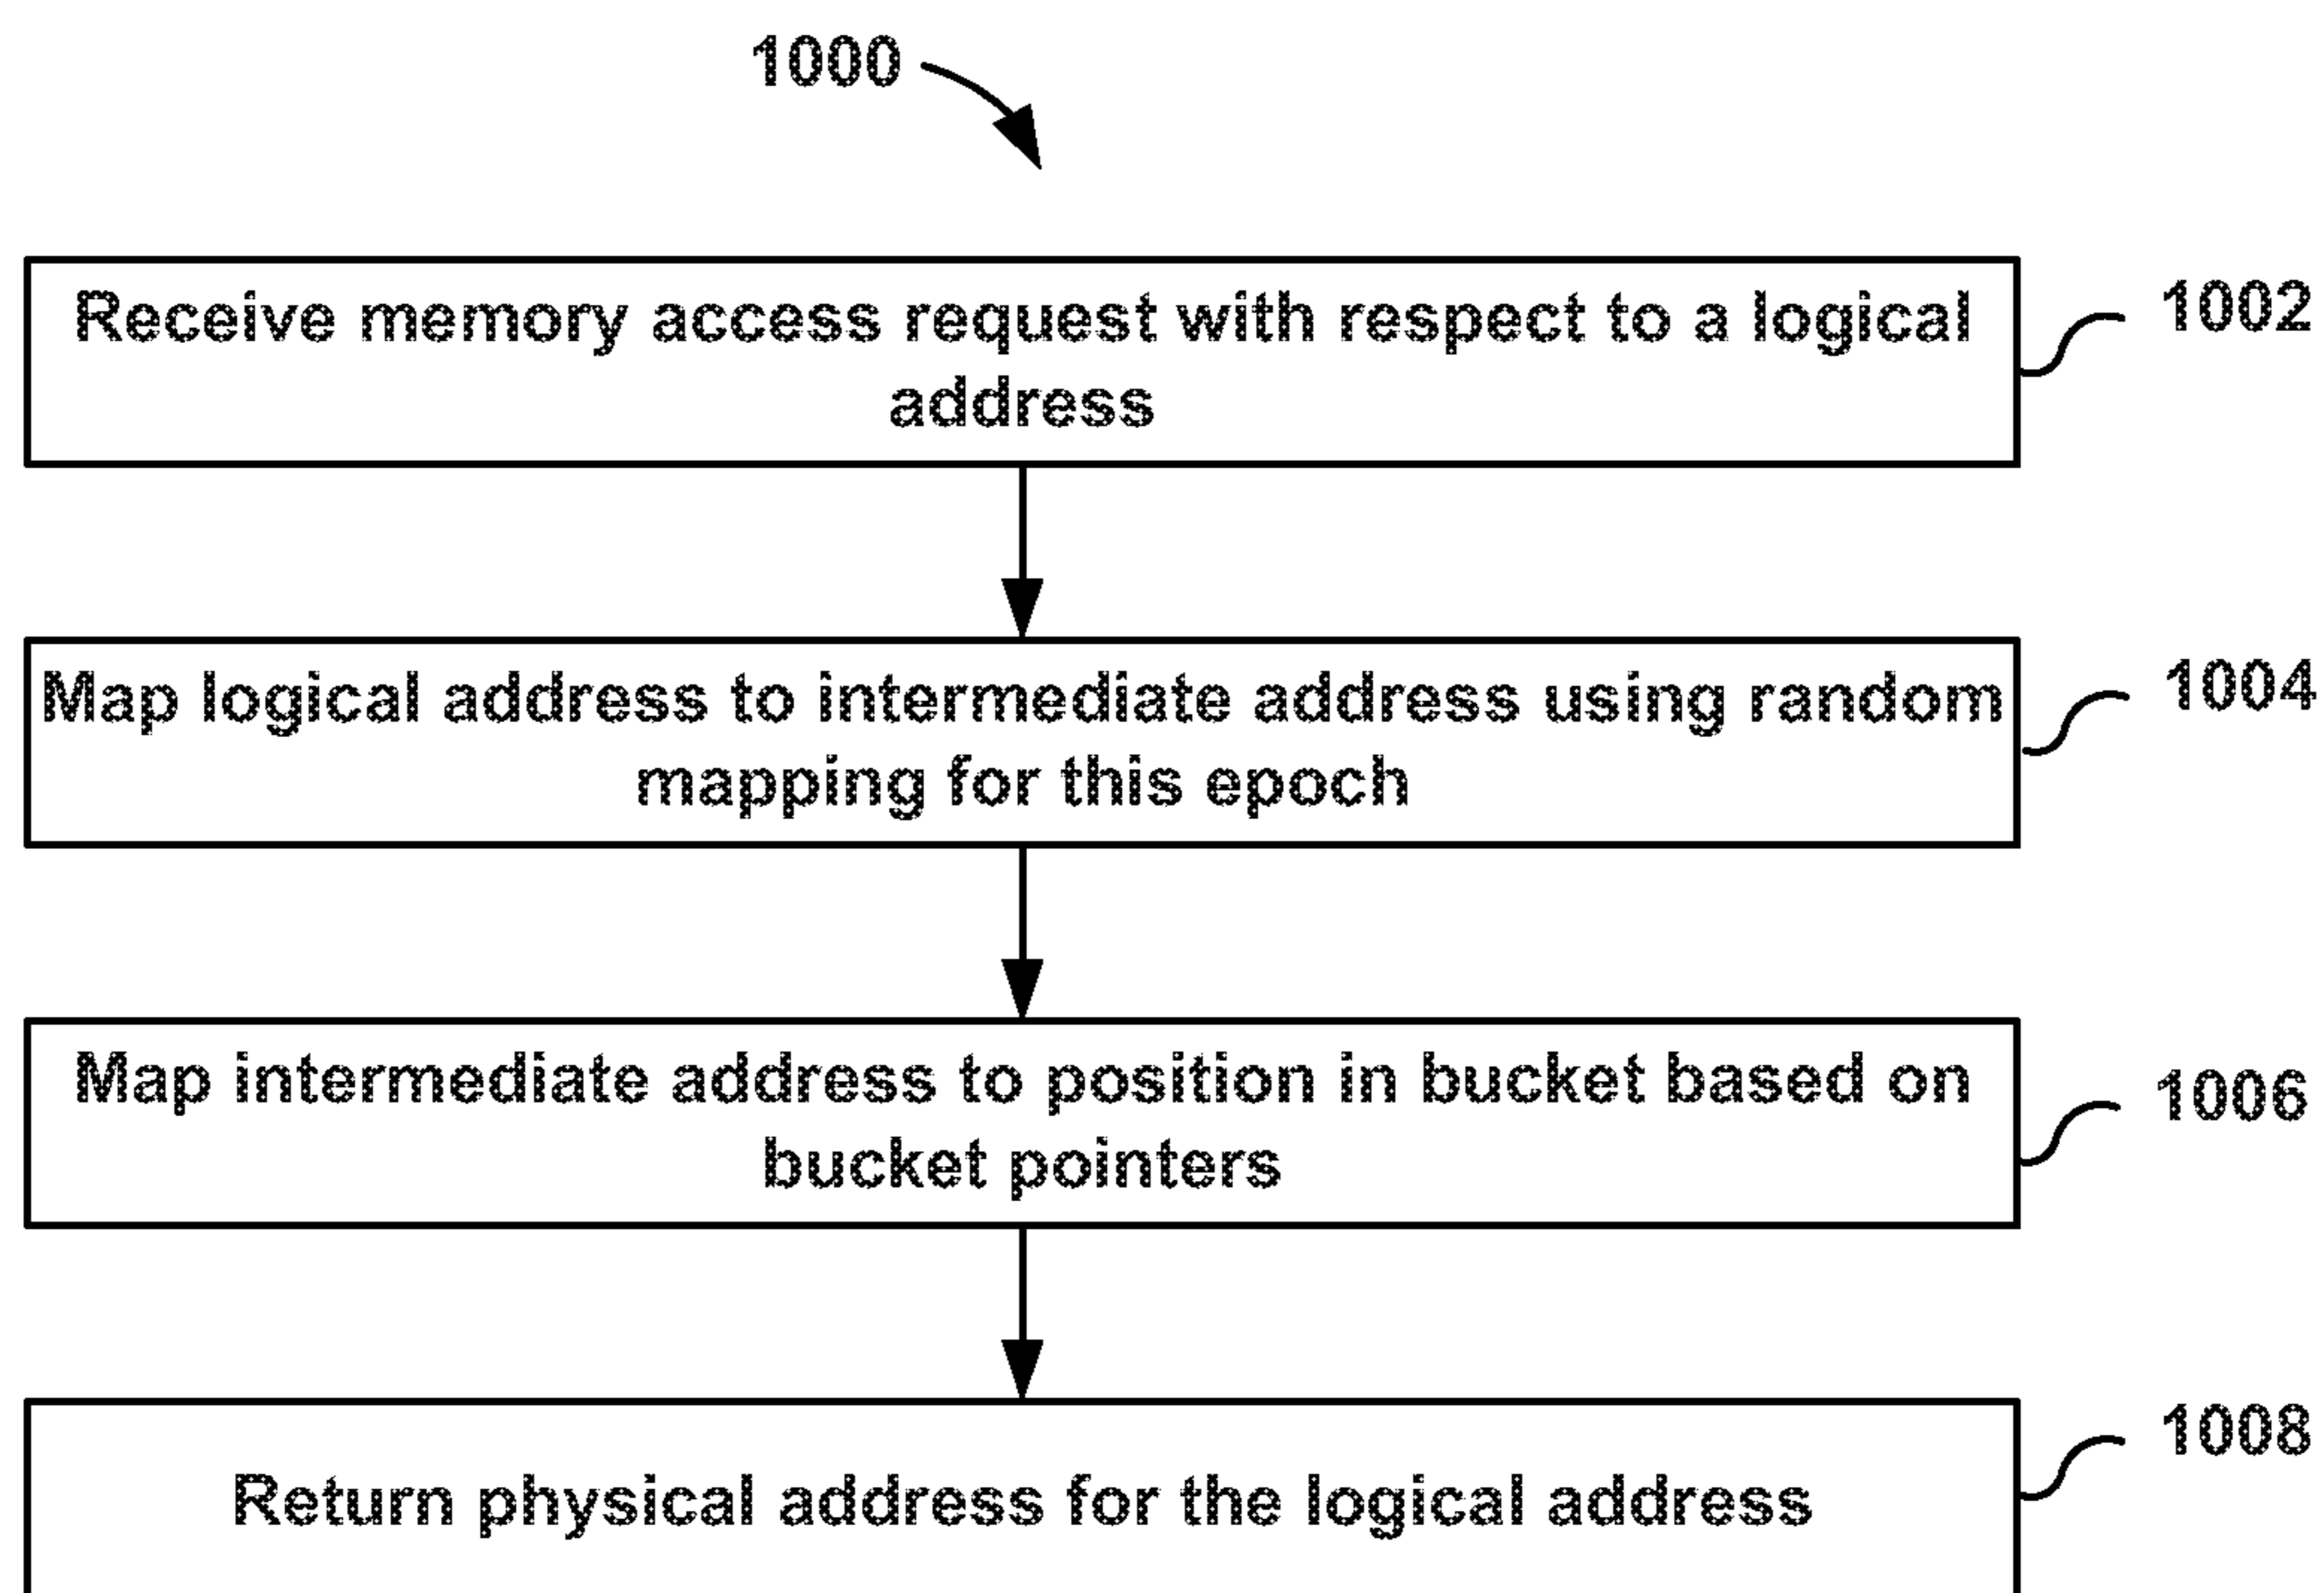 1000
Receive memory access request with respect to a logical
address
1002
Map logical address to intermediate address using random
mapping for this epoch
1004
Map intermediate address to position in bucket based on
bucket pointers
1006
Return physical address for the logical address
1008